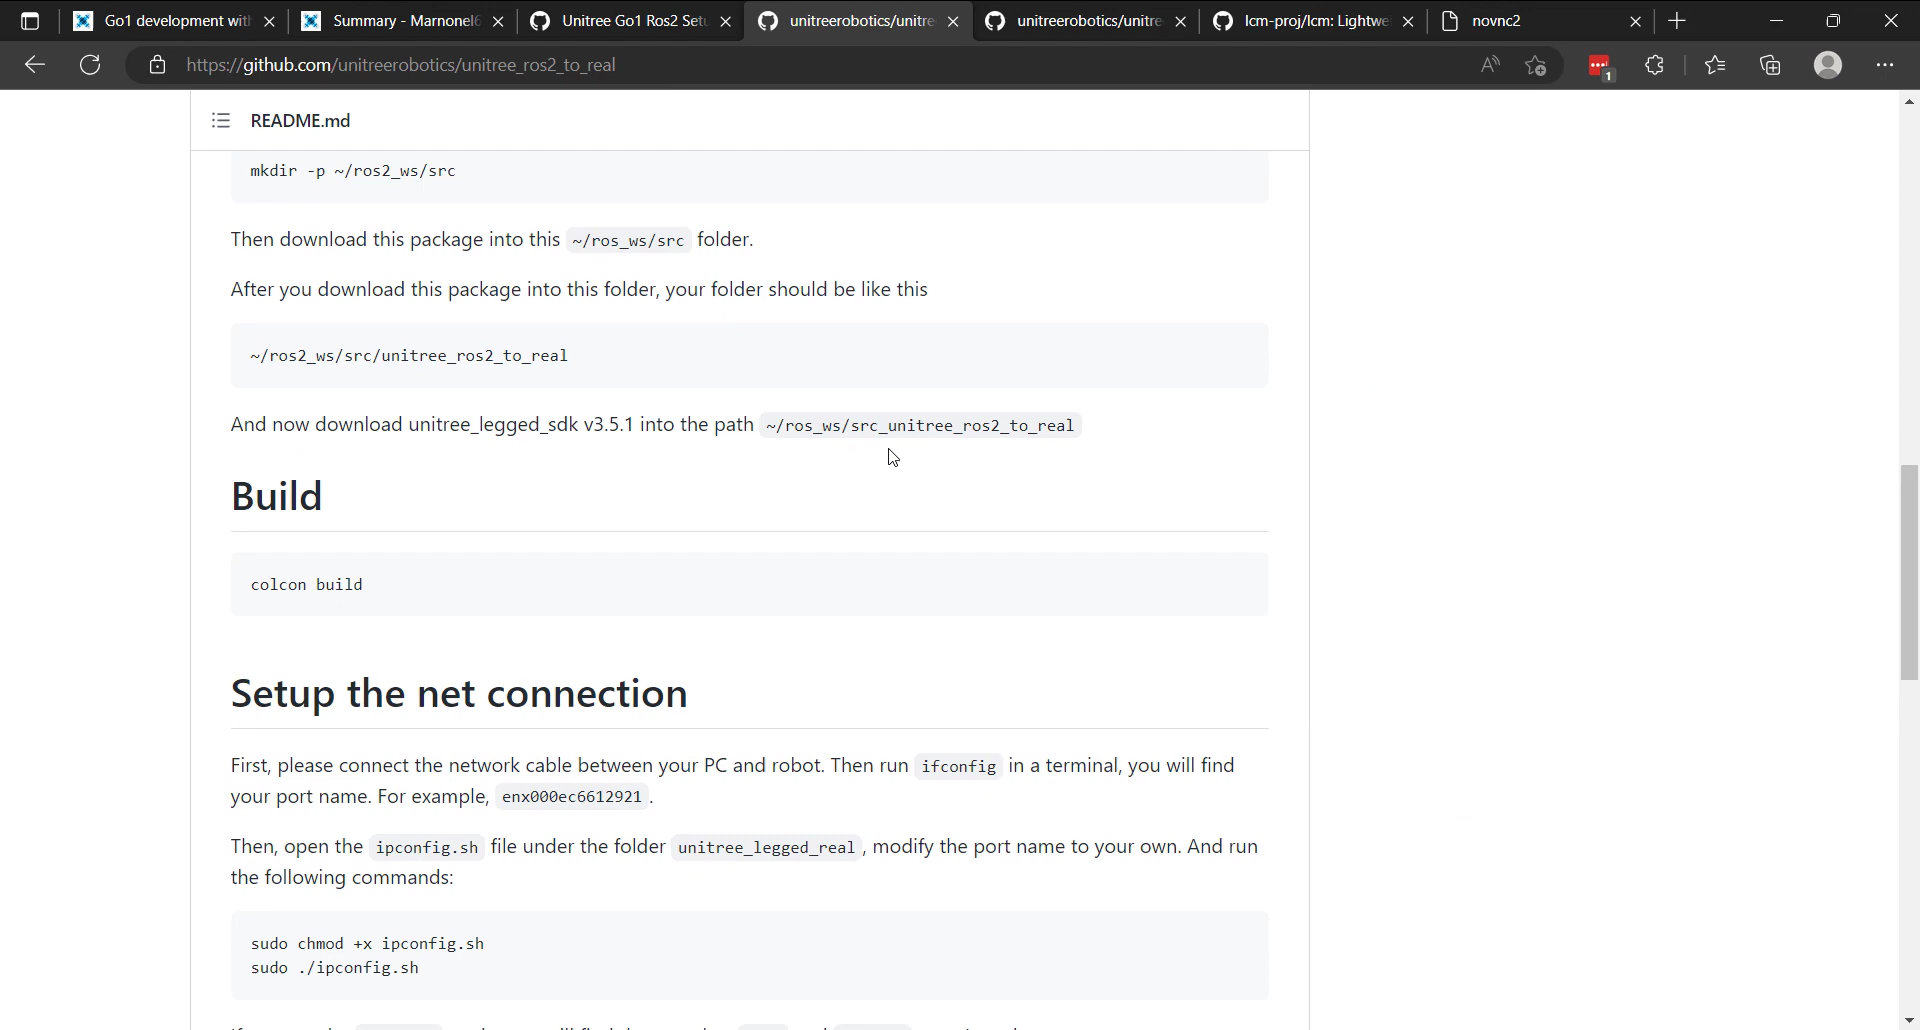 Go1 development with
Summary - Marnonel6
Unitree Go1 Ros2 Setu
unitreerobotics/unitre
unitreerobotics/unitre
lcm-proj/lcm: Lightwei
novnc2
https://github.com/unitreerobotics/unitree_ros2_to_real
1
README.md
mkdir -p ~/ros2_ws/src
Then download this package into this ~/ros_ws/src folder.
After you download this package into this folder, your folder should be like this
~/ros2_ws/src/unitree_ros2_to_real
And now download unitree_legged_sdk v3.5.1 into the path ~/ros_ws/src_unitree_ros2_to_real
Build
colcon build
Setup the net connection
First, please connect the network cable between your PC and robot. Then run ifconfig in a terminal, you will find
your port name. For example, enx000ec6612921 .
Then, open the ipconfig.sh file under the folder unitree_legged_real , modify the port name to your own. And run
the following commands:
sudo chmod +x ipconfig.sh
sudo ./ipconfig.sh